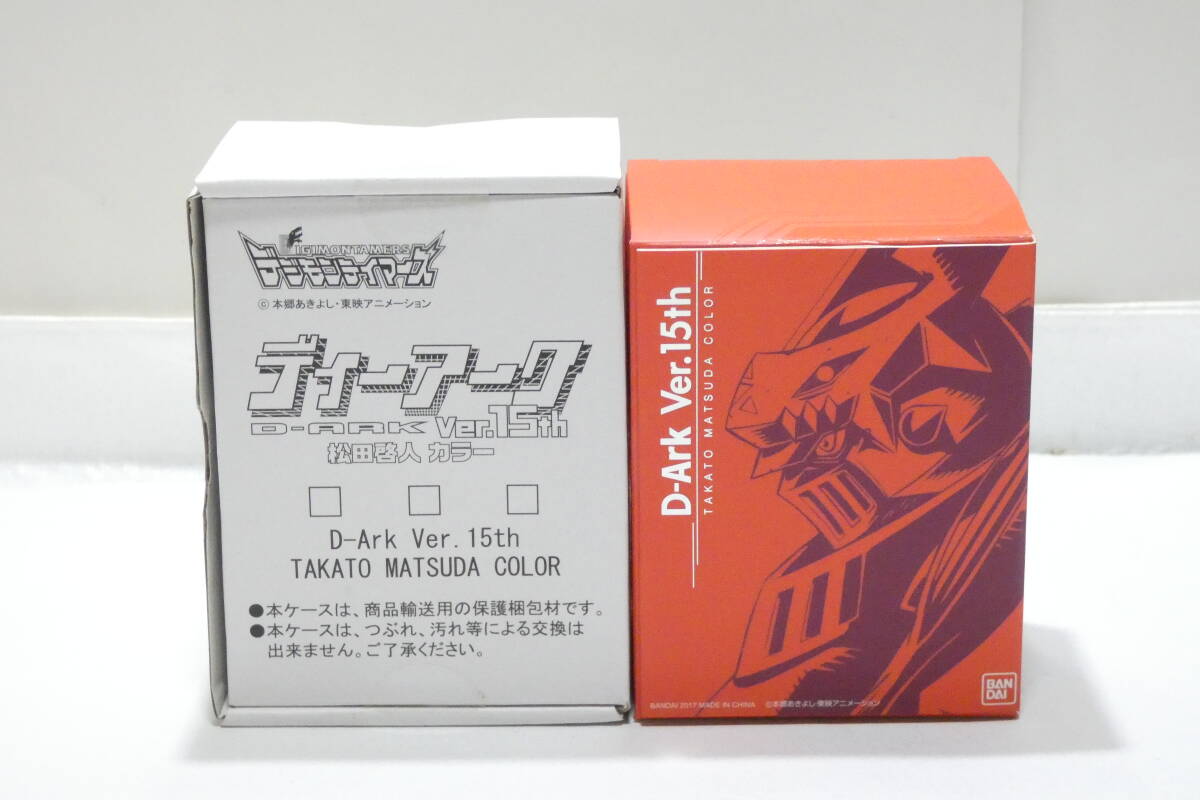 DIGIMONTAMERS
デジモンテイマーズ
© 本郷あきよし・東映アニメーション
ディーアーク
D-ARK Ver.15th
松田啓人 カラー
D-Ark Ver. 15th
TAKATO MATSUDA COLOR
●本ケースは、商品輸送用の保護梱包材です。
●本ケースは、つぶれ、汚れ等による交換は
出来ません。ご了承ください。
D-Ark Ver.15th
TAKATO MATSUDA COLOR
BANDAI 2017 MADE IN CHINA ©本郷あきよし・東映アニメーション
BAN
DAI